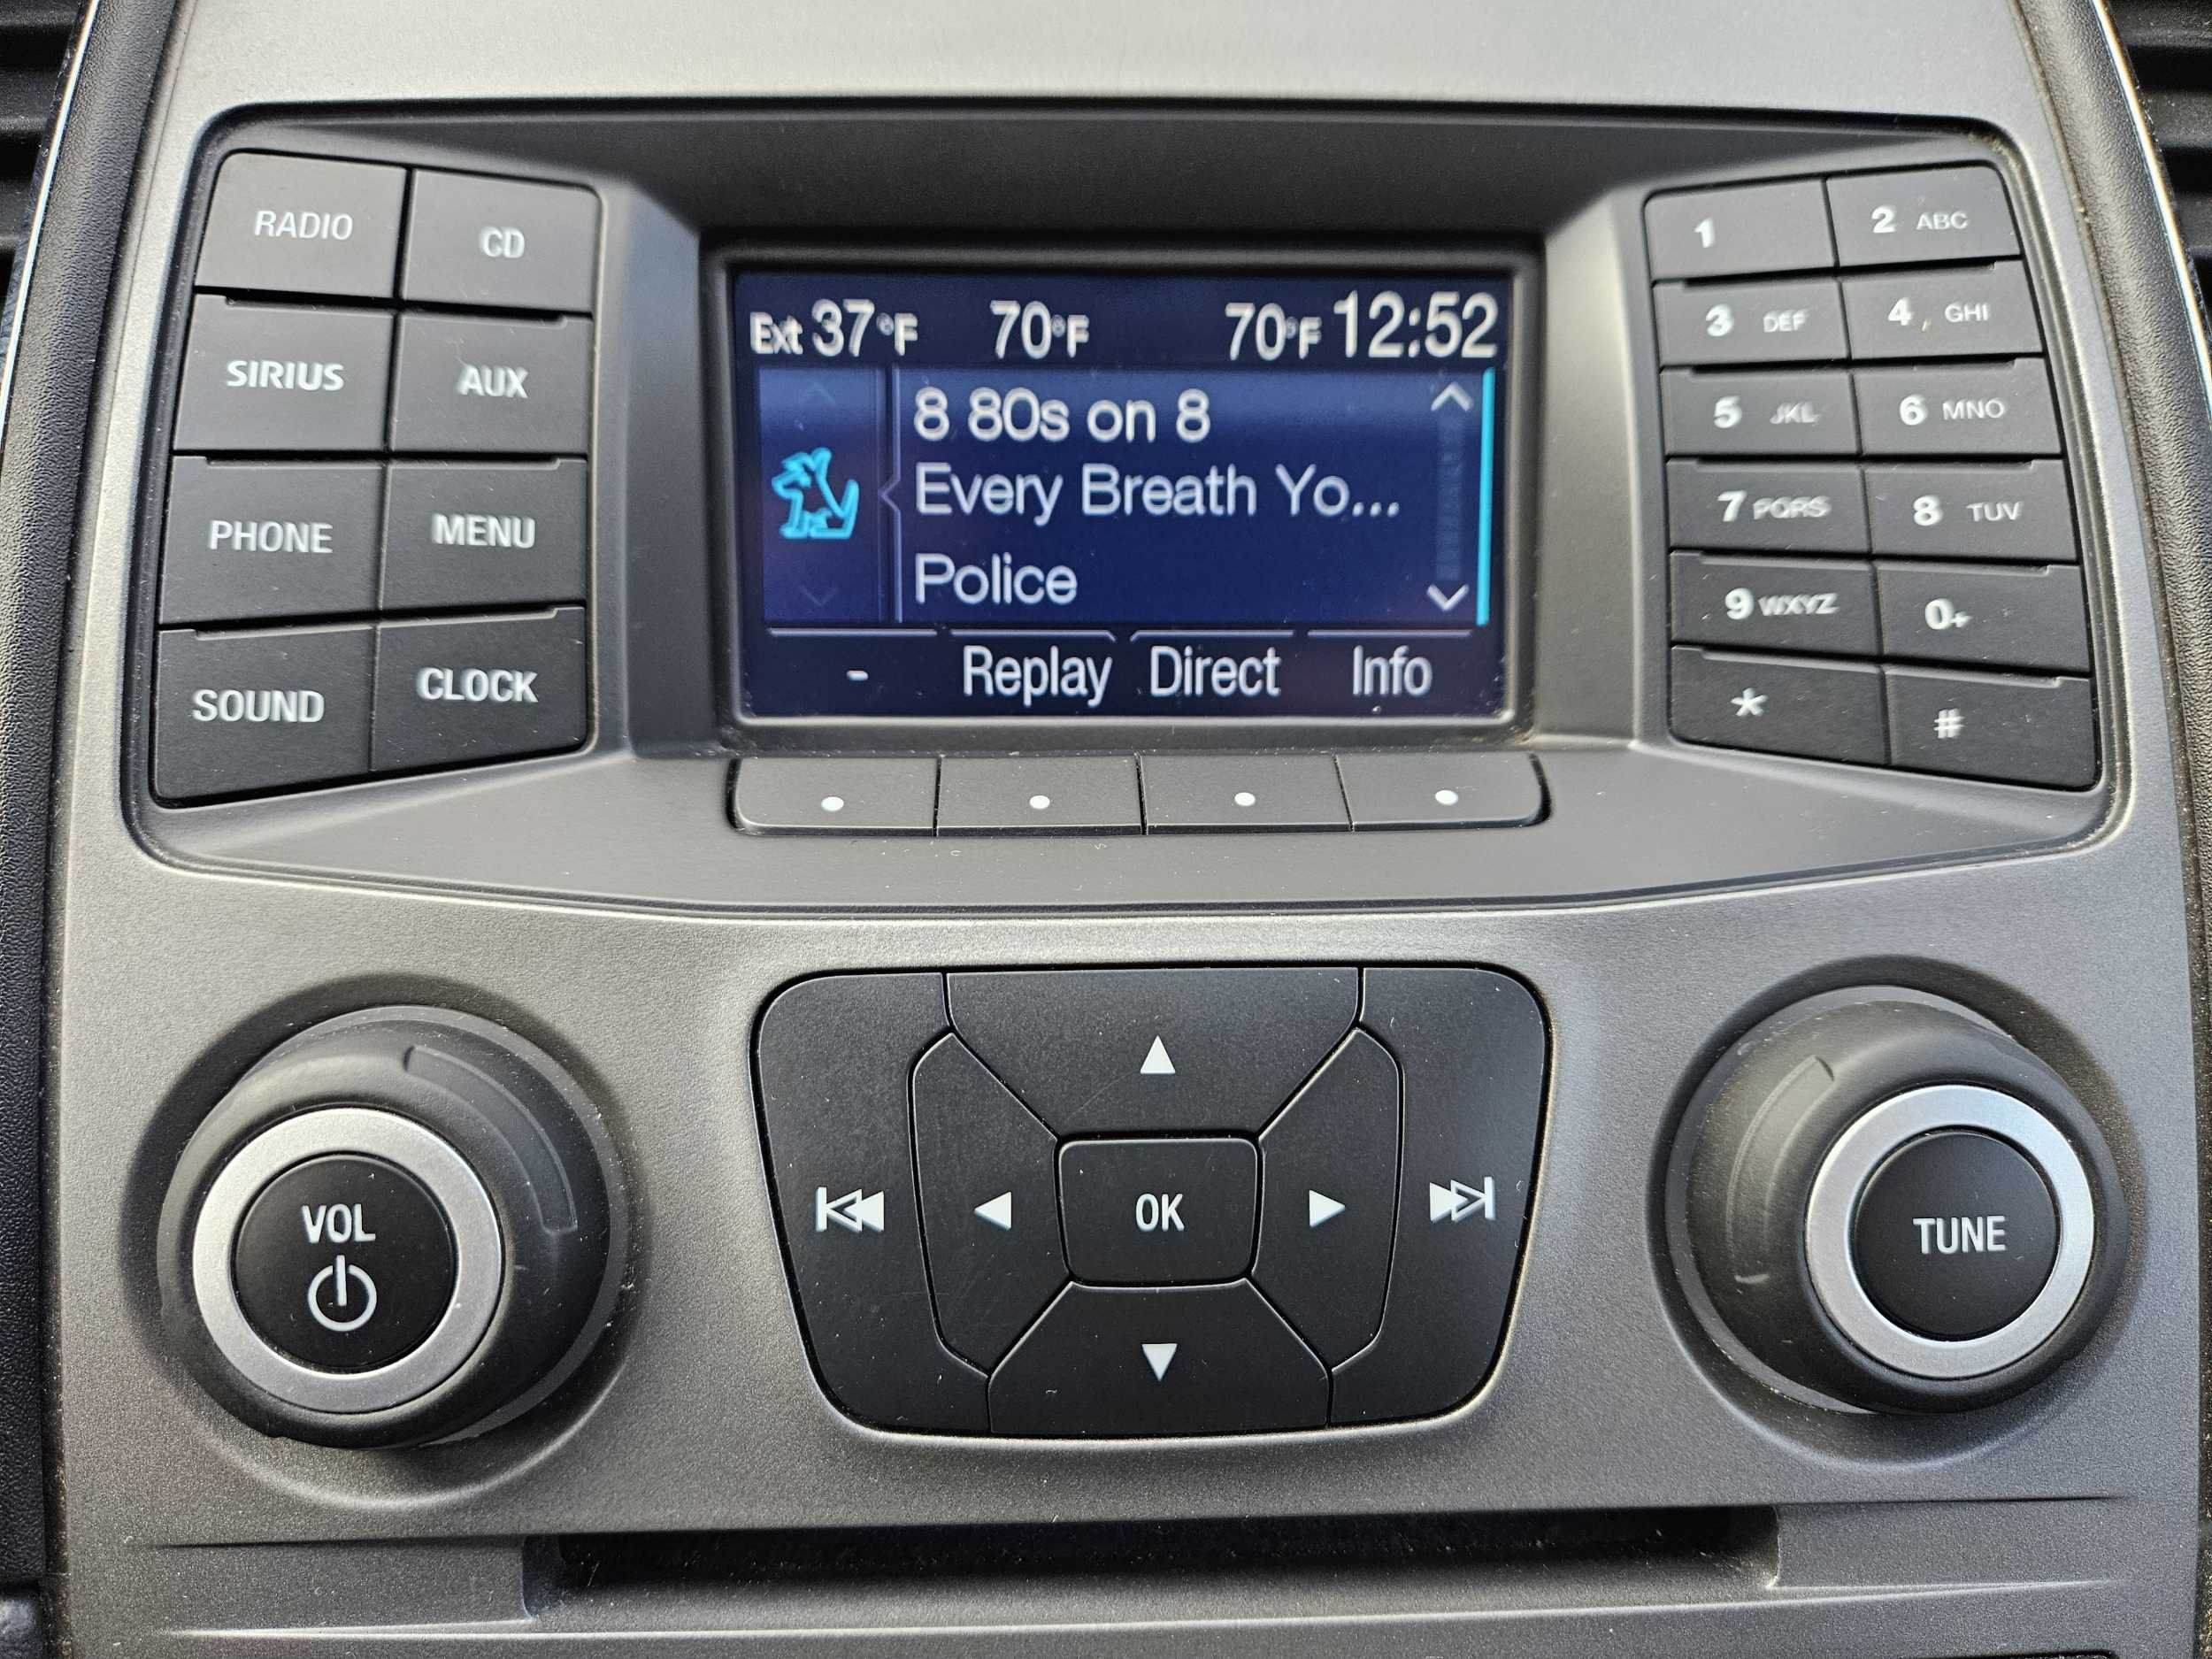 RADIO CD
SIRIUS AUX
PHONE MENU
SOUND CLOCK
Ext 37°F 70°F 70°F 12:52
8 80s on 8
Every Breath Yo...
Police
- Replay Direct Info
1 2 ABC
3 DEF 4 GHI
5 JKL 6 MNO
7 PQRS 8 TUV
9 WXYZ 0+
* #
VOL
OK
TUNE